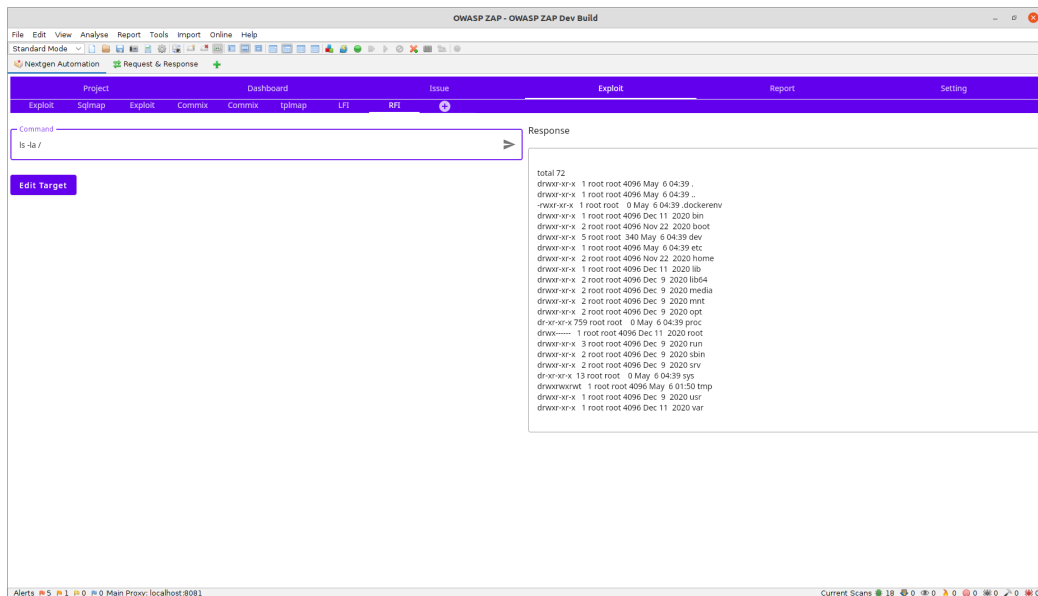 OWASP ZAP - OWASP ZAP Dev Build
File Edit View Analyse Report Tools Import Online Help
Standard Mode
Nextgen Automation Request & Response
Project Dashboard Issue Exploit Report Setting
Exploit Sqlmap Exploit Commix Commix tplmap LFI RFI
Command
ls -la /
Edit Target
Response
total 72
drwxr-xr-x 1 root root 4096 May 6 04:39 .
drwxr-xr-x 1 root root 4096 May 6 04:39 ..
-rwxr-xr-x 1 root root 0 May 6 04:39 .dockerenv
drwxr-xr-x 1 root root 4096 Dec 11 2020 bin
drwxr-xr-x 2 root root 4096 Nov 22 2020 boot
drwxr-xr-x 5 root root 340 May 6 04:39 dev
drwxr-xr-x 1 root root 4096 May 6 04:39 etc
drwxr-xr-x 2 root root 4096 Nov 22 2020 home
drwxr-xr-x 1 root root 4096 Dec 11 2020 lib
drwxr-xr-x 2 root root 4096 Dec 9 2020 lib64
drwxr-xr-x 2 root root 4096 Dec 9 2020 media
drwxr-xr-x 2 root root 4096 Dec 9 2020 mnt
drwxr-xr-x 2 root root 4096 Dec 9 2020 opt
dr-xr-xr-x 759 root root 0 May 6 04:39 proc
drwx------ 1 root root 4096 Dec 11 2020 root
drwxr-xr-x 3 root root 4096 Dec 9 2020 run
drwxr-xr-x 2 root root 4096 Dec 9 2020 sbin
drwxr-xr-x 2 root root 4096 Dec 9 2020 srv
dr-xr-xr-x 13 root root 0 May 6 04:39 sys
drwxrwxrwt 1 root root 4096 May 6 01:50 tmp
drwxr-xr-x 1 root root 4096 Dec 9 2020 usr
drwxr-xr-x 1 root root 4096 Dec 11 2020 var
Alerts 5 1 0 0 Main Proxy: localhost:8081 Current Scans 18 0 0 0 0 0 0 0